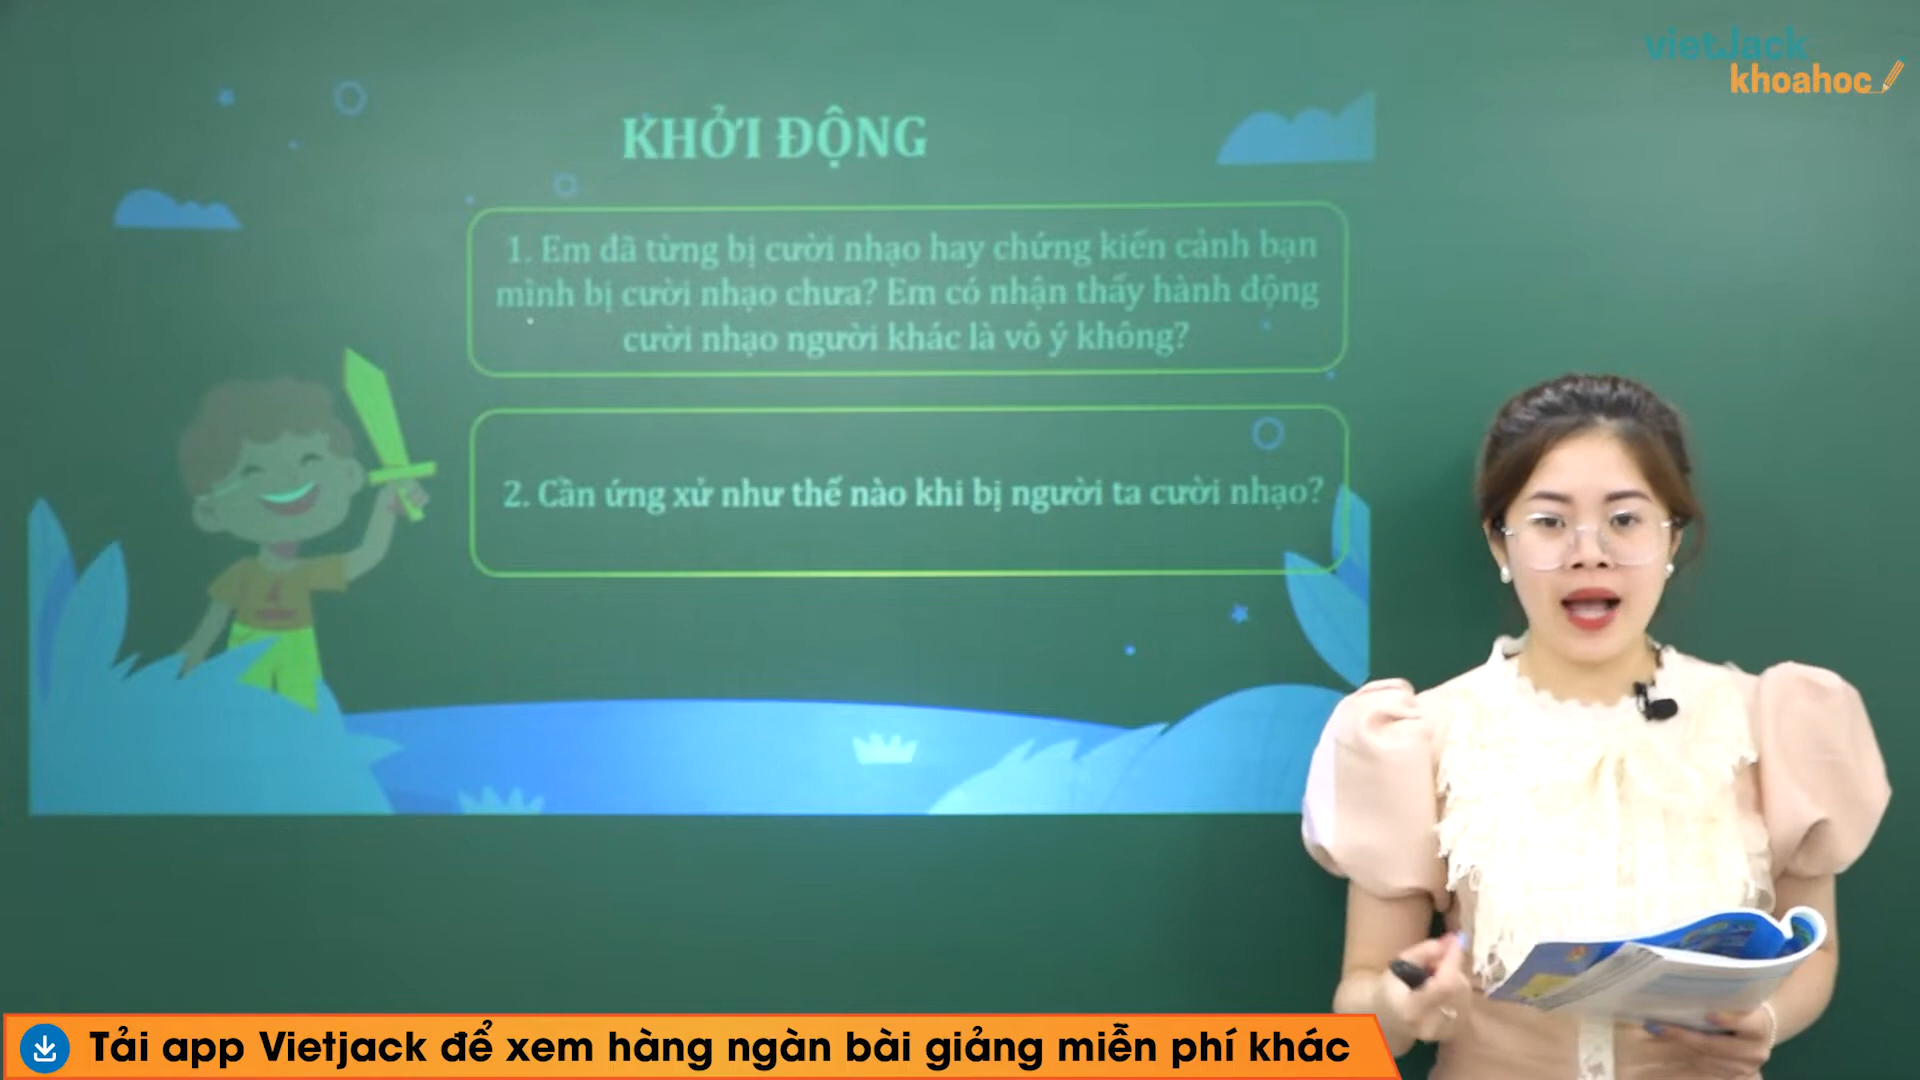 vietJack
khoahoc
KHỞI ĐỘNG
1. Em đã từng bị cười nhạo hay chứng kiến cảnh bạn
mình bị cười nhạo chưa? Em có nhận thấy hành động
cười nhạo người khác là vô ý không?
2. Cần ứng xử như thế nào khi bị người ta cười nhạo?
Tải app Vietjack để xem hàng ngàn bài giảng miễn phí khác